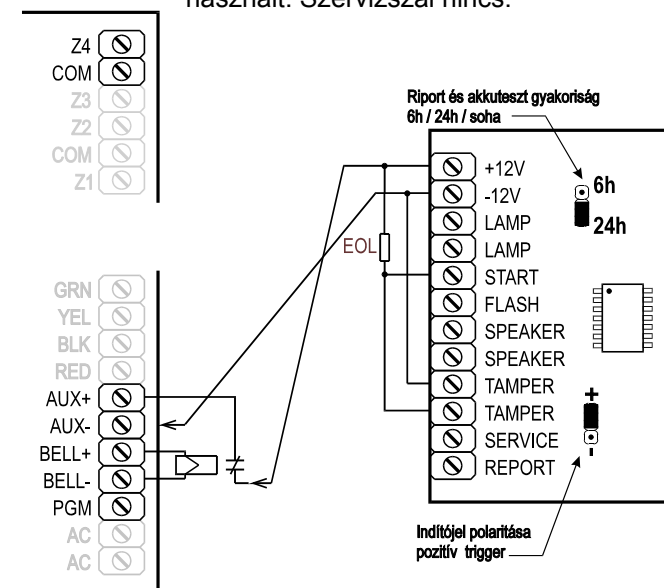 használt. Szervizszál nincs.
Z4
COM
Z3
Z2
COM
Z1
GRN
YEL
BLK
RED
AUX+
AUX-
BELL+
BELL-
PGM
AC
AC
EOL
Riport és akkuteszt gyakoriság
6h / 24h / soha
+12V
-12V
LAMP
LAMP
START
FLASH
SPEAKER
SPEAKER
TAMPER
TAMPER
SERVICE
REPORT
6h
24h
+
-
Indítójel polaritása
pozitív trigger